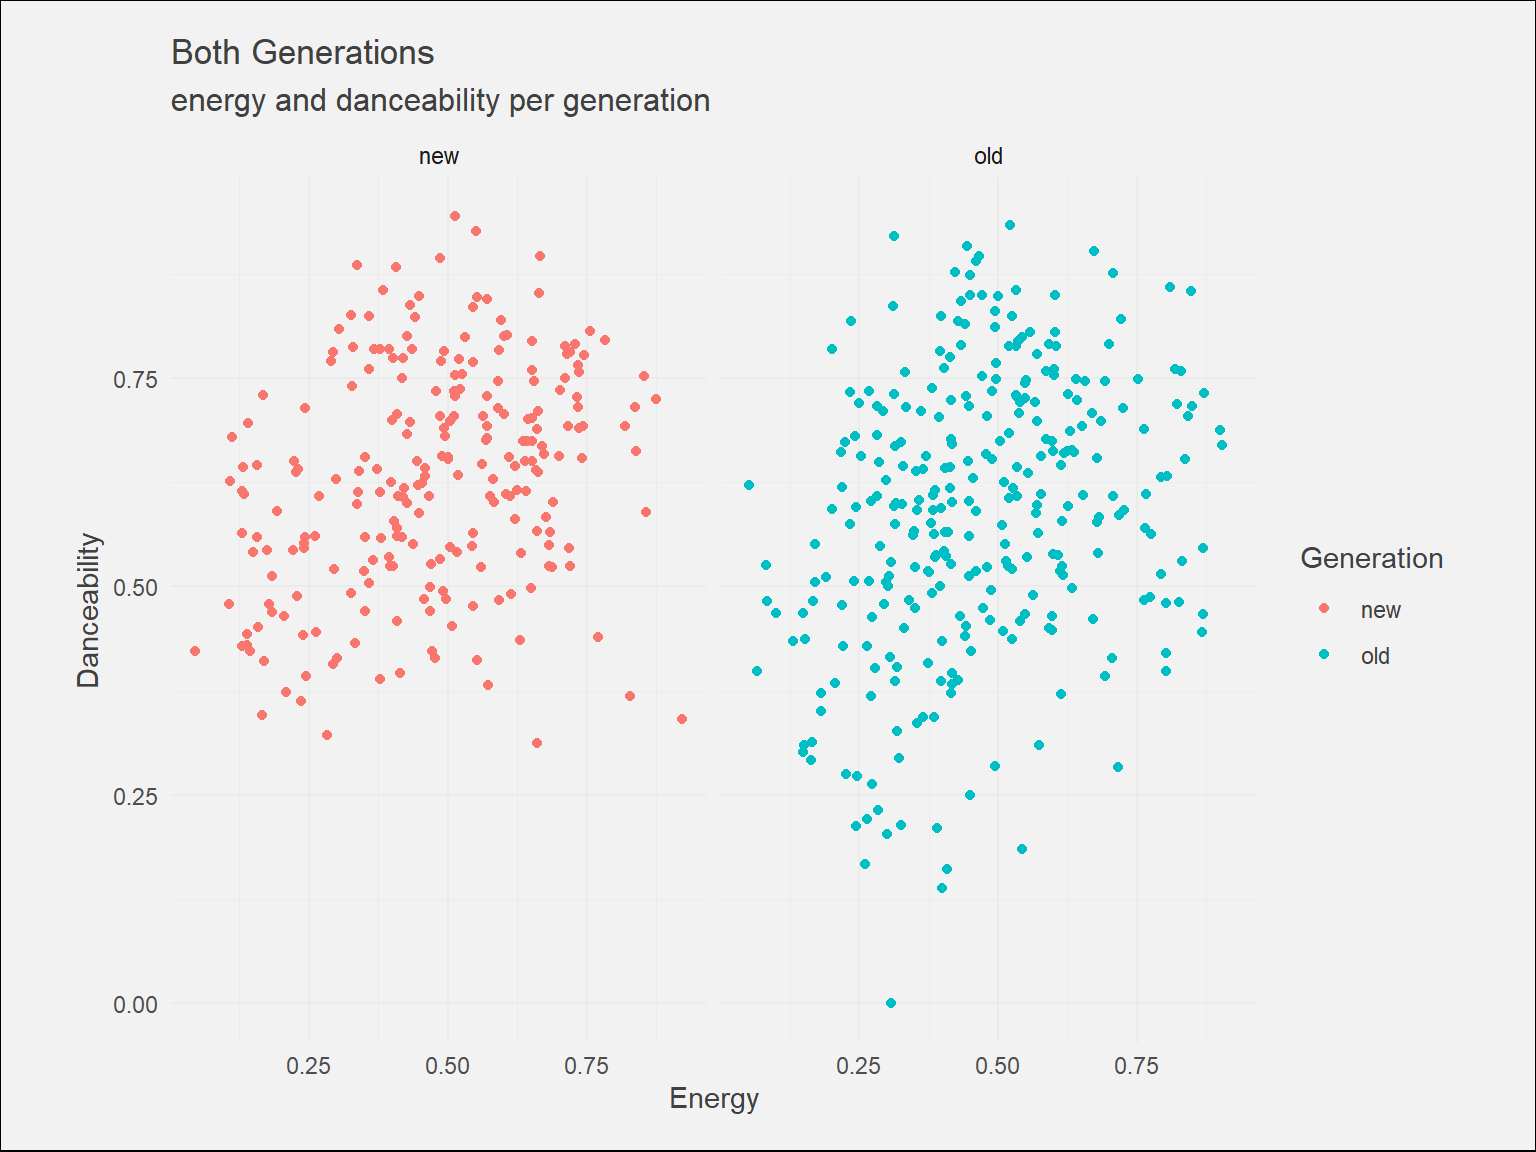 Both Generations
energy and danceability per generation
new
old
Danceability
0.75
0.50
0.25
0.00
0.25
0.50
0.75
0.25
0.50
0.75
Energy
Generation
new
old